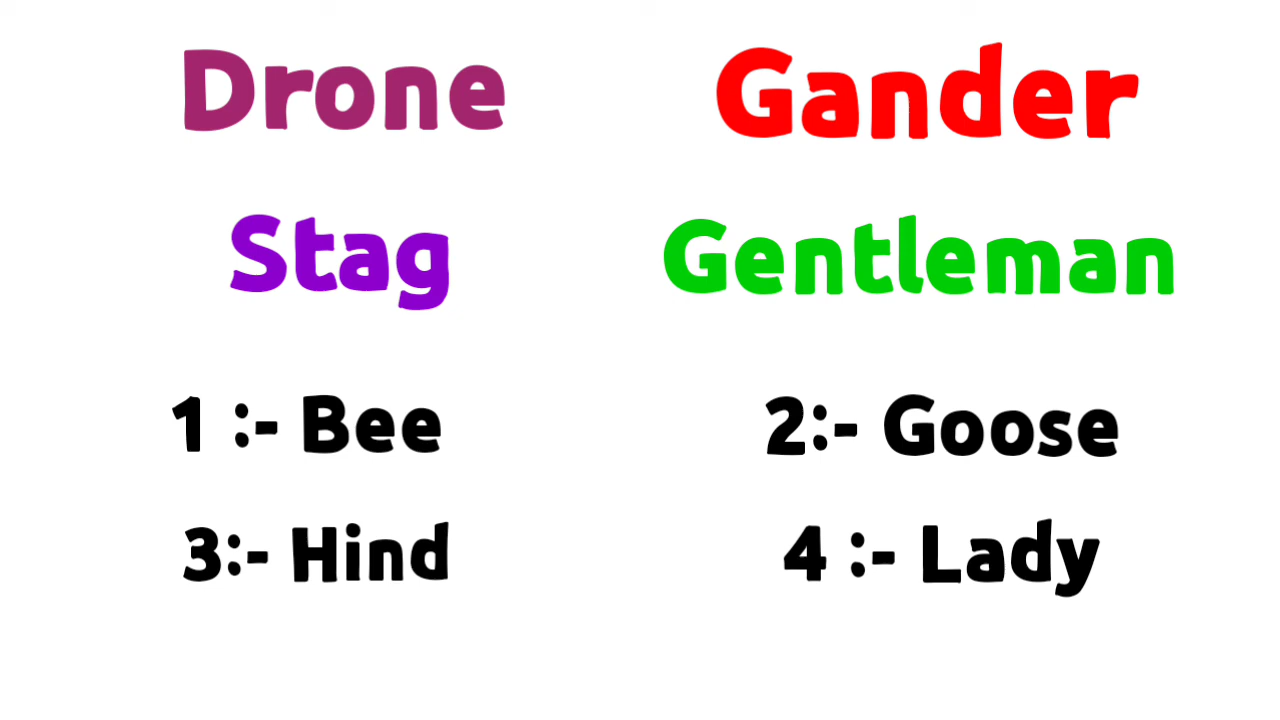 Drone Gander
Stag Gentleman
1 :- Bee 2:- Goose
3:- Hind 4 :- Lady